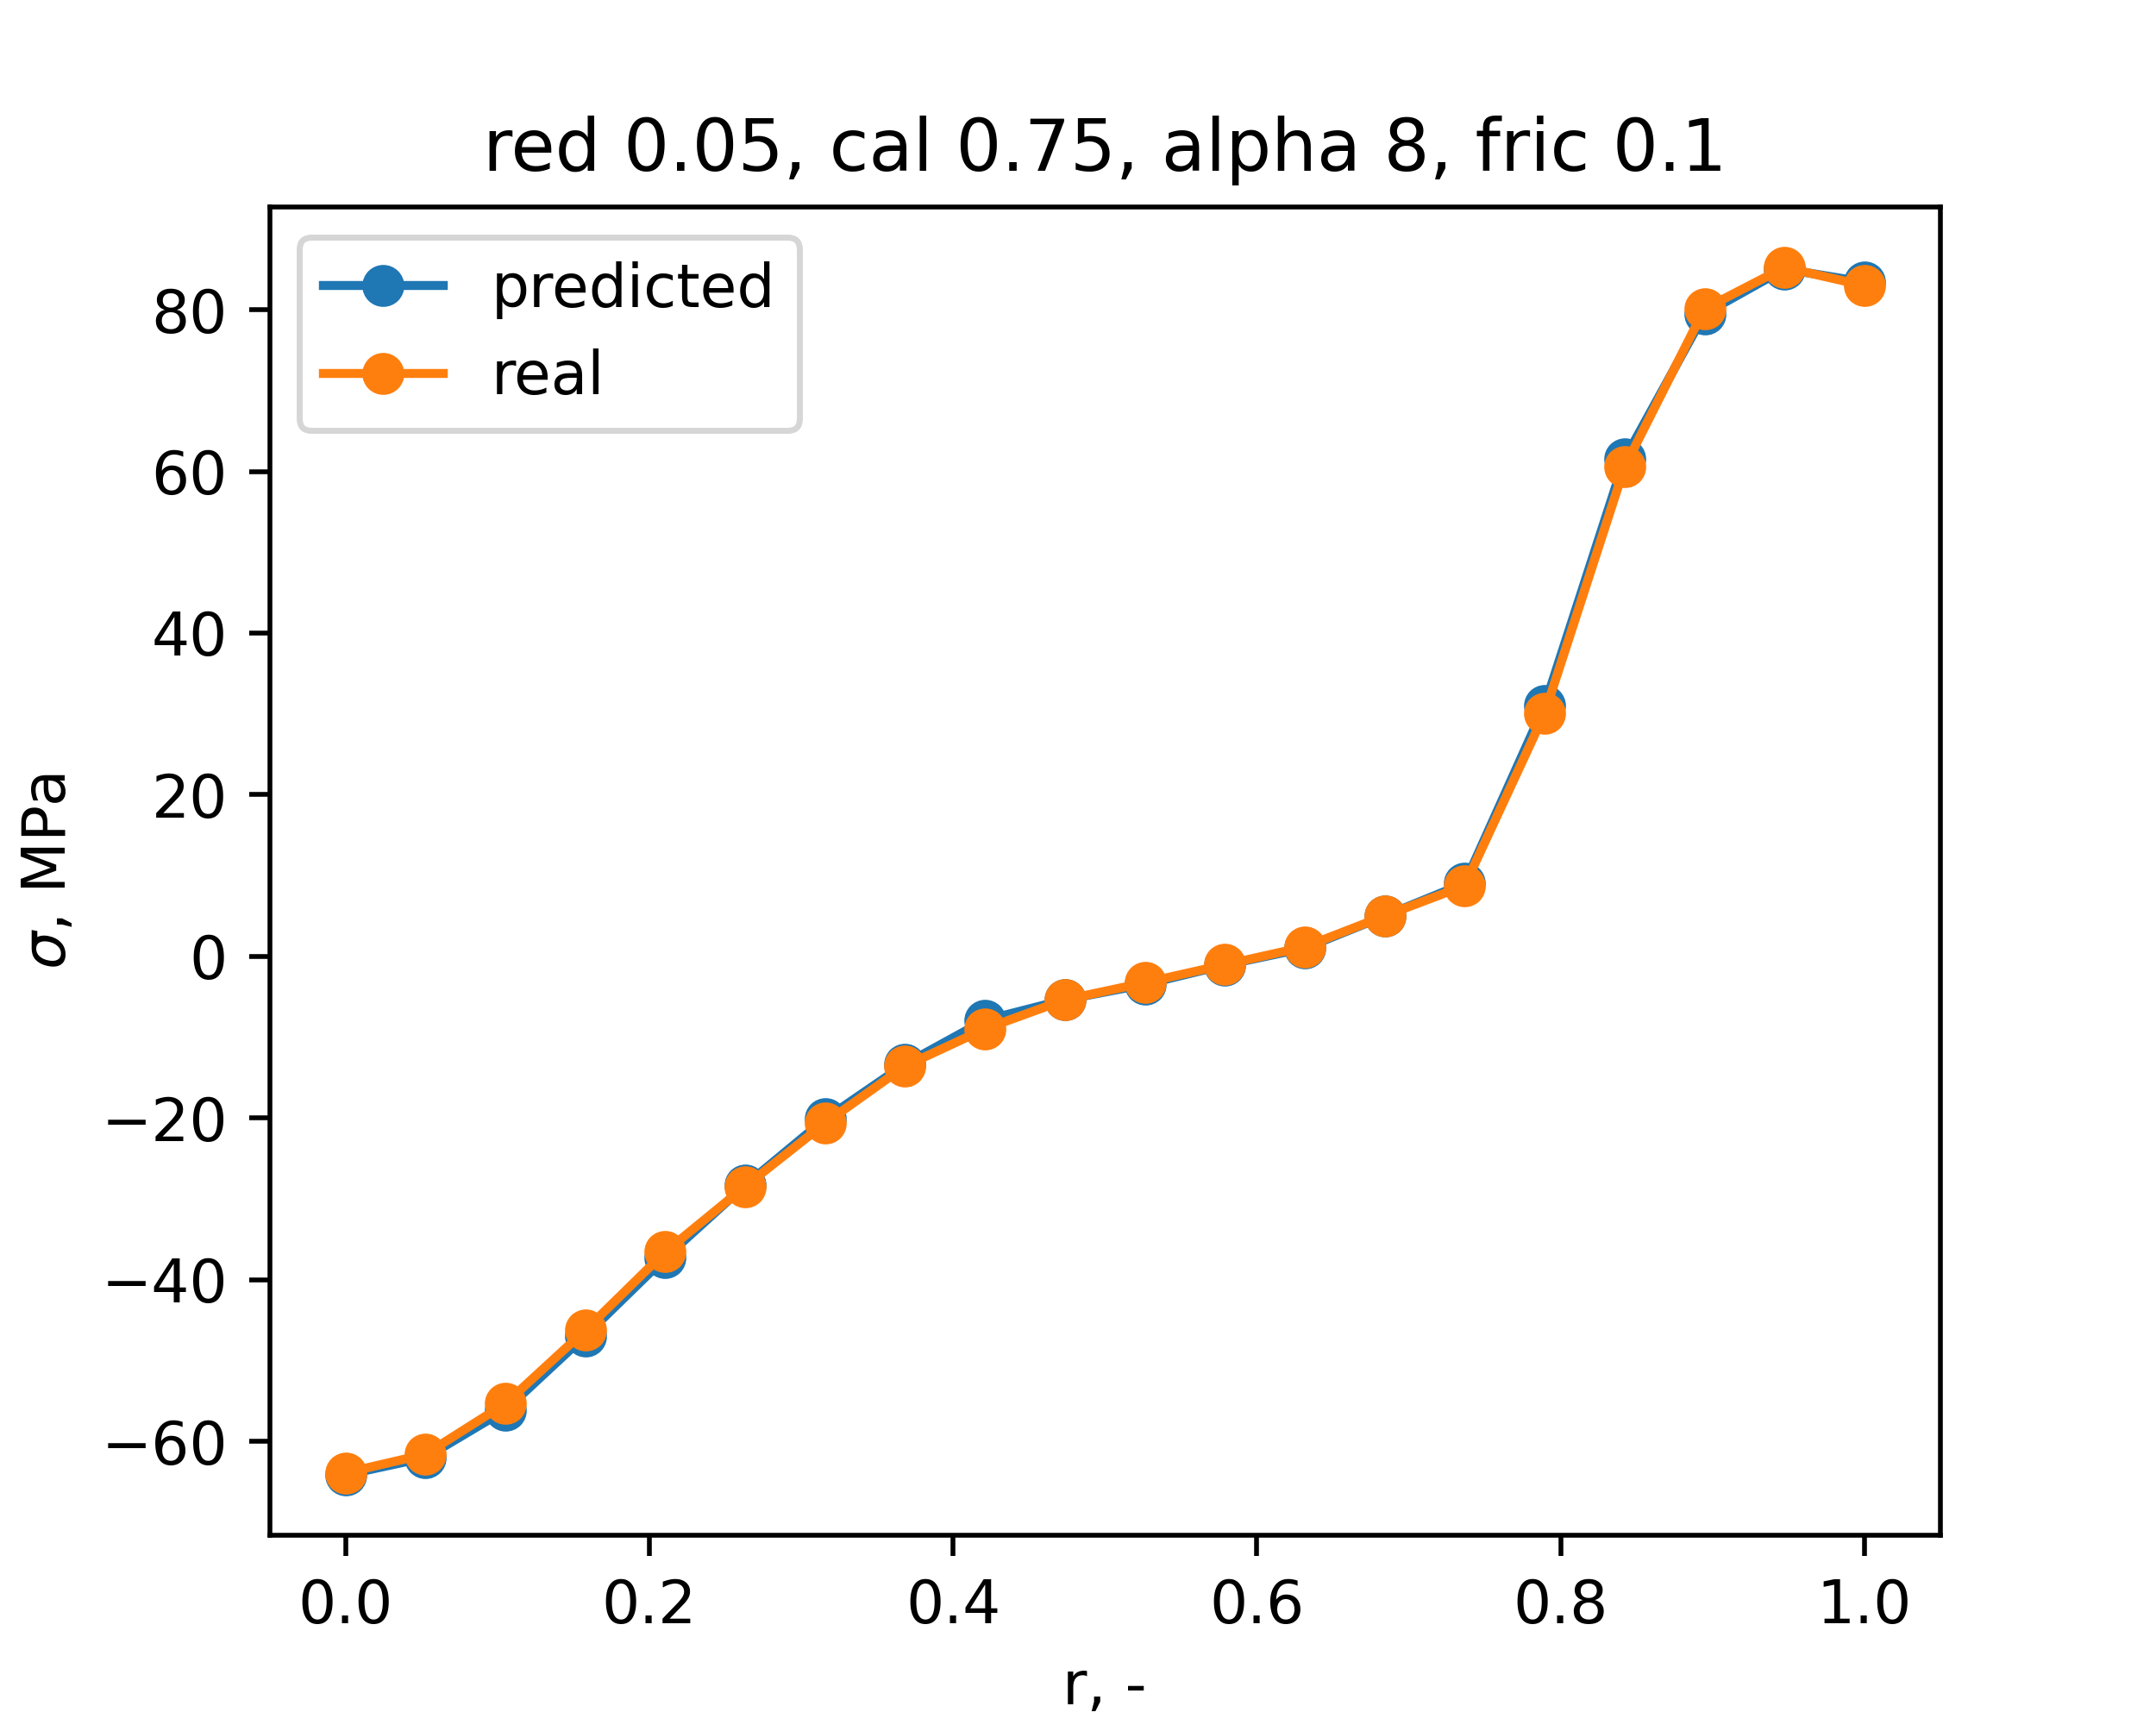 red 0.05, cal 0.75, alpha 8, fric 0.1
predicted
real
80
60
40
20
0
−20
−40
−60
σ, MPa
0.0 0.2 0.4 0.6 0.8 1.0
r, -